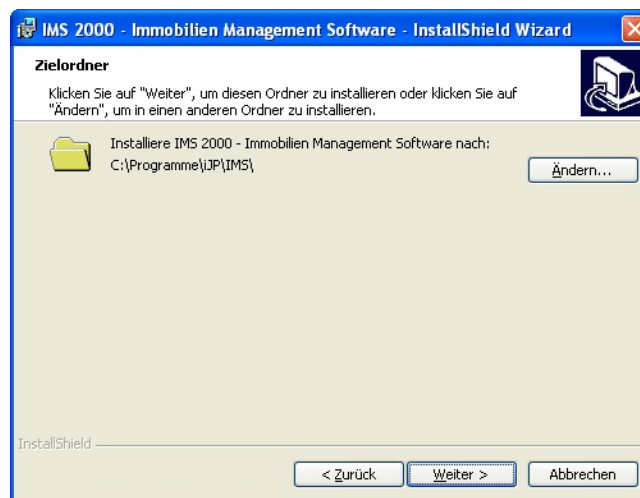 IMS 2000 - Immobilien Management Software - InstallShield Wizard
Zielordner
Klicken Sie auf "Weiter", um diesen Ordner zu installieren oder klicken Sie auf
"Ändern", um in einen anderen Ordner zu installieren.
Installiere IMS 2000 - Immobilien Management Software nach:
C:\Programme\iJP\IMS\
Ändern...
InstallShield
< Zurück Weiter > Abbrechen